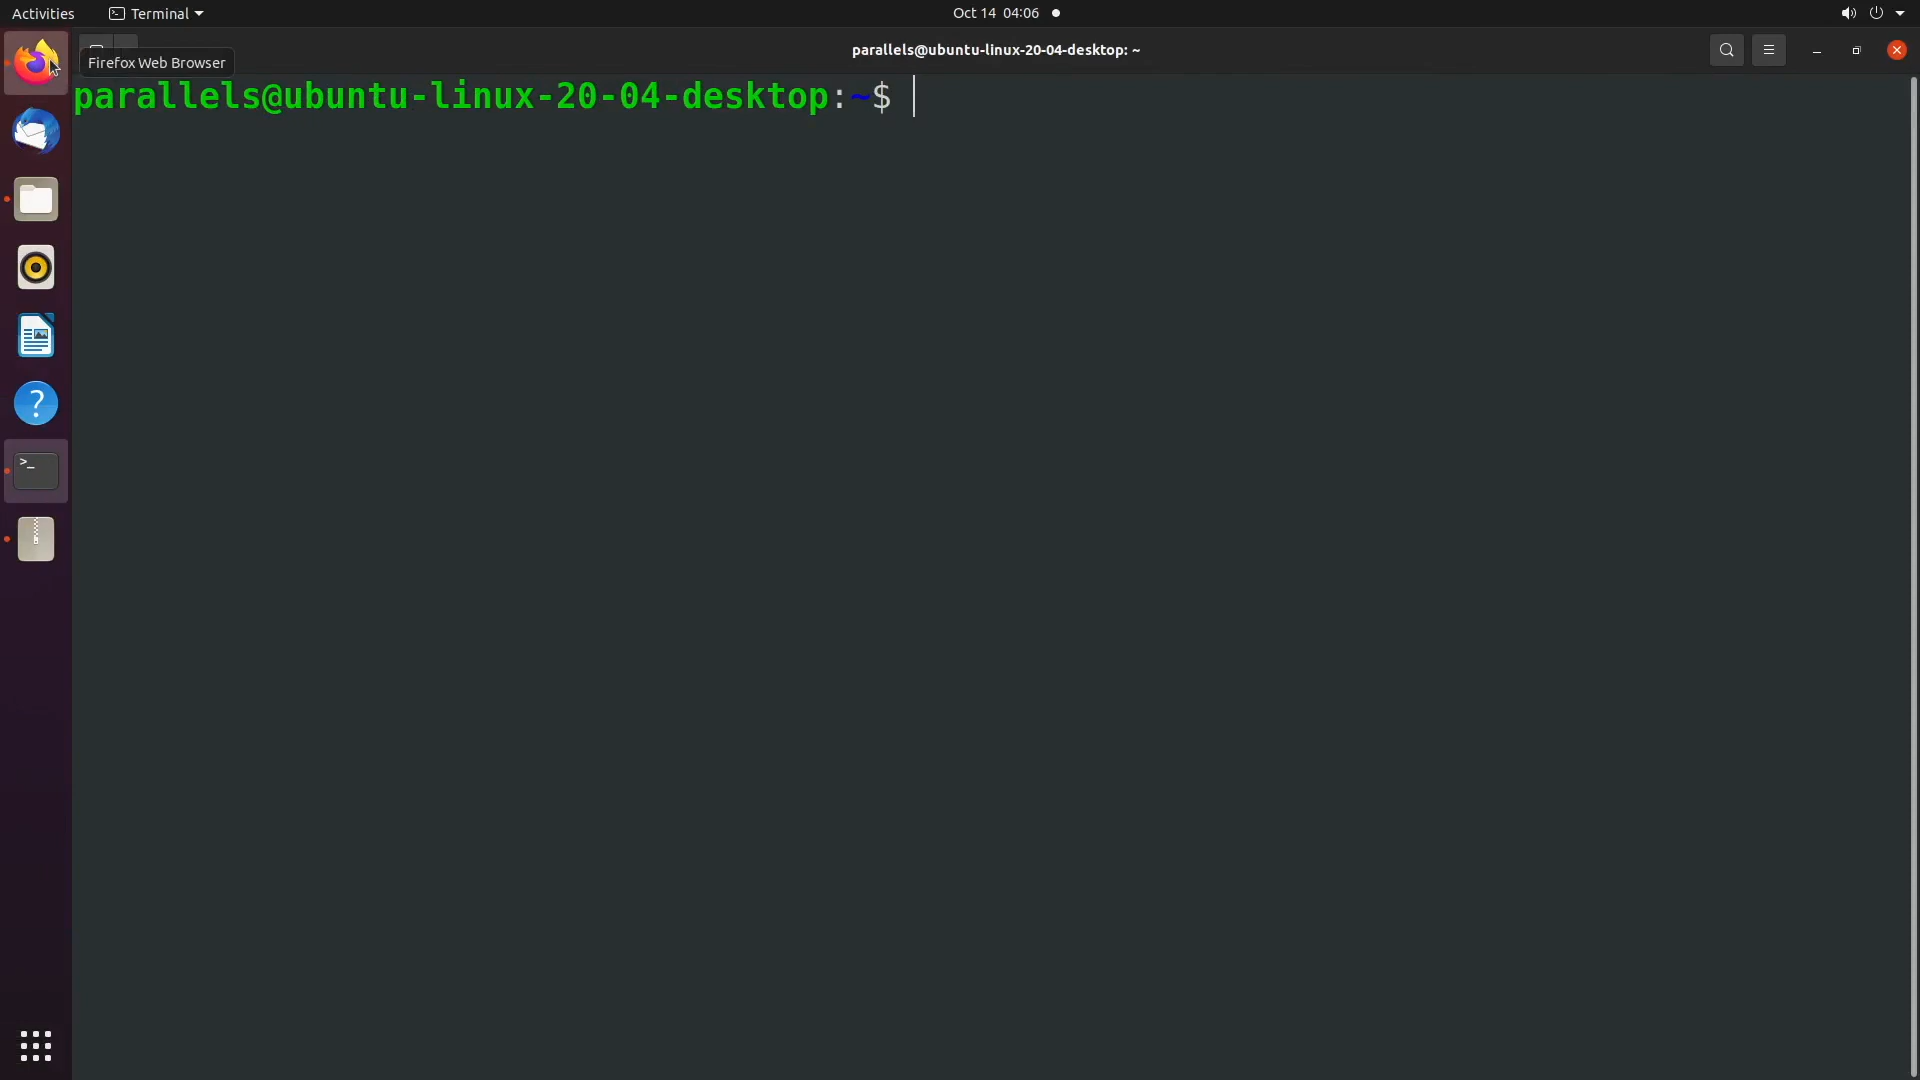 Activities Terminal Oct 14 04:06
Firefox Web Browser
parallels@ubuntu-linux-20-04-desktop: ~
parallels@ubuntu-linux-20-04-desktop:~$
?
>_